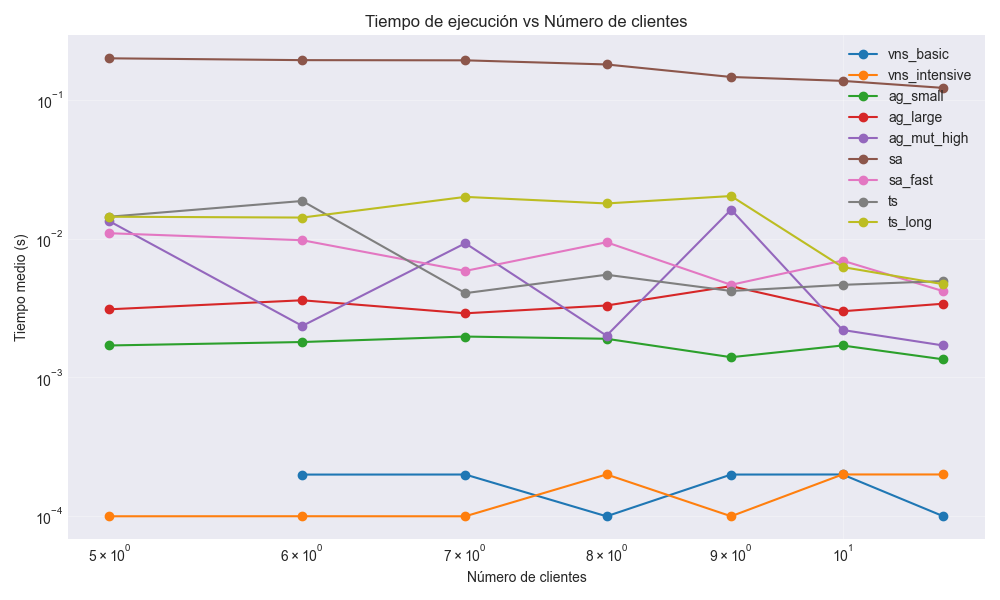 Tiempo de ejecución vs Número de clientes
vns_basic
vns_intensive
ag_small
ag_large
ag_mut_high
sa
sa_fast
ts
ts_long
Tiempo medio (s)
10⁻¹
10⁻²
10⁻³
10⁻⁴
5 × 10⁰ 6 × 10⁰ 7 × 10⁰ 8 × 10⁰ 9 × 10⁰ 10¹
Número de clientes